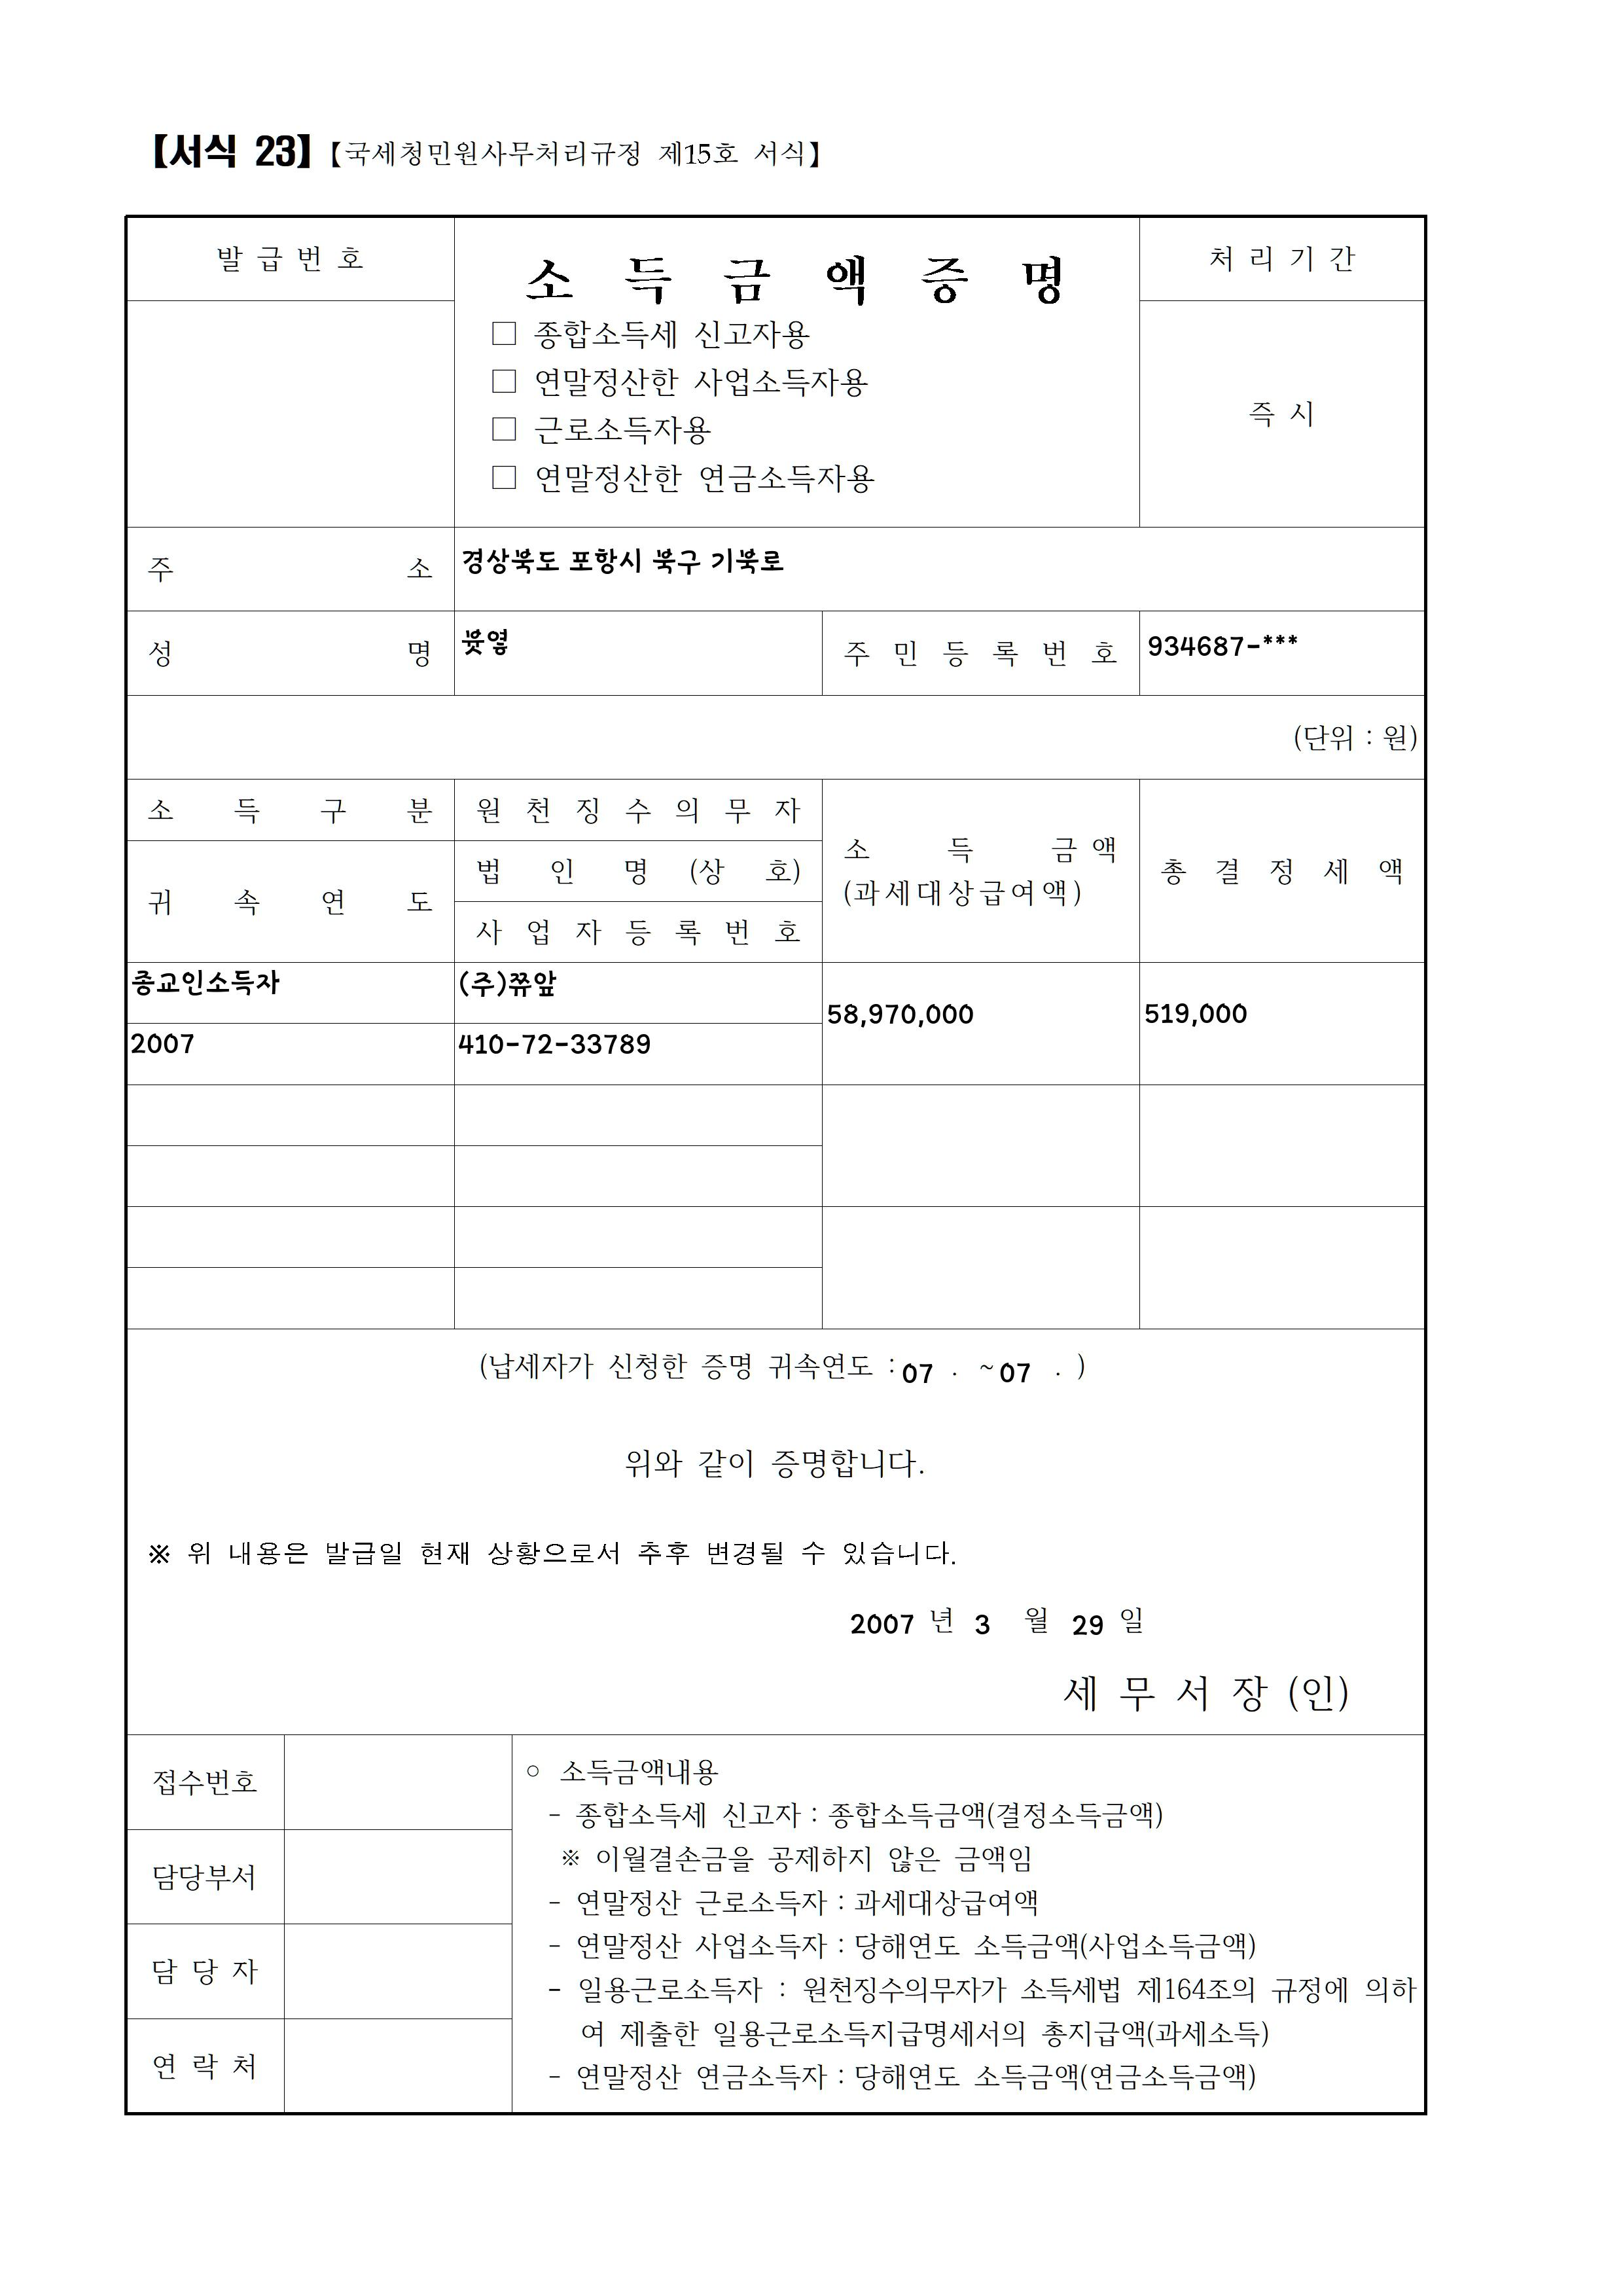 【서식 23】【국세청민원사무처리규정 제15호 서식】
발 급 번 호
소 득 금 액 증 명
처 리 기 간
□ 종합소득세 신고자용
□ 연말정산한 사업소득자용
□ 근로소득자용
□ 연말정산한 연금소득자용
즉 시
주 소 경상북도 포항시 북구 기북로
성 명 윳옆 주 민 등 록 번 호 934687-***
(단위 : 원)
소 득 구 분 원 천 징 수 의 무 자
귀 속 연 도 법 인 명 (상 호)
사 업 자 등 록 번 호
소 득 금 액
(과세대상급여액)
총 결 정 세 액
종교인소득자 (주)쮸앞 58,970,000 519,000
2007 410-72-33789
(납세자가 신청한 증명 귀속연도 : 07 . ~ 07 . )
위와 같이 증명합니다.
※ 위 내용은 발급일 현재 상황으로서 추후 변경될 수 있습니다.
2007 년 3 월 29 일
세 무 서 장 (인)
접수번호
담당부서
담 당 자
연 락 처
○ 소득금액내용
- 종합소득세 신고자 : 종합소득금액(결정소득금액)
※ 이월결손금을 공제하지 않은 금액임
- 연말정산 근로소득자 : 과세대상급여액
- 연말정산 사업소득자 : 당해연도 소득금액(사업소득금액)
- 일용근로소득자 : 원천징수의무자가 소득세법 제164조의 규정에 의하
여 제출한 일용근로소득지급명세서의 총지급액(과세소득)
- 연말정산 연금소득자 : 당해연도 소득금액(연금소득금액)